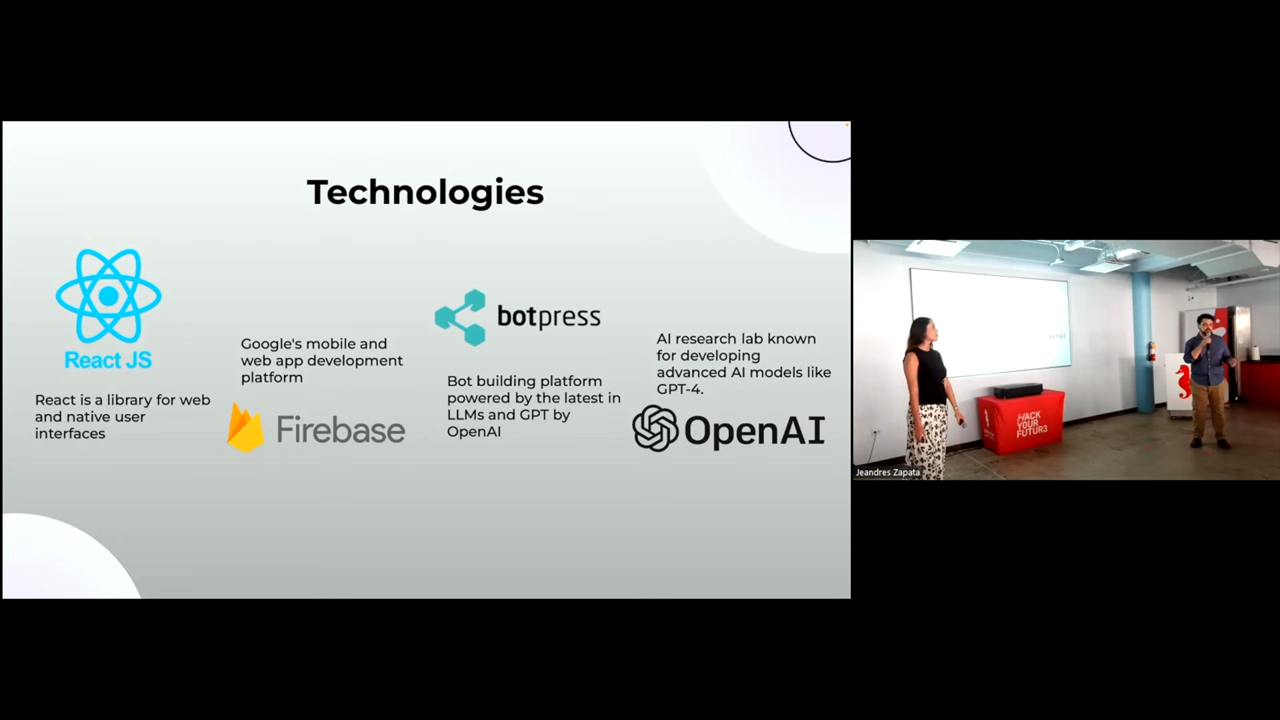 Technologies
React JS
React is a library for web
and native user
interfaces
Google's mobile and
web app development
platform
Firebase
botpress
Bot building platform
powered by the latest in
LLMs and GPT by
OpenAI
AI research lab known
for developing
advanced AI models like
GPT-4.
OpenAI
HACK
YOUR
FUTUR3
Jeandres Zapata